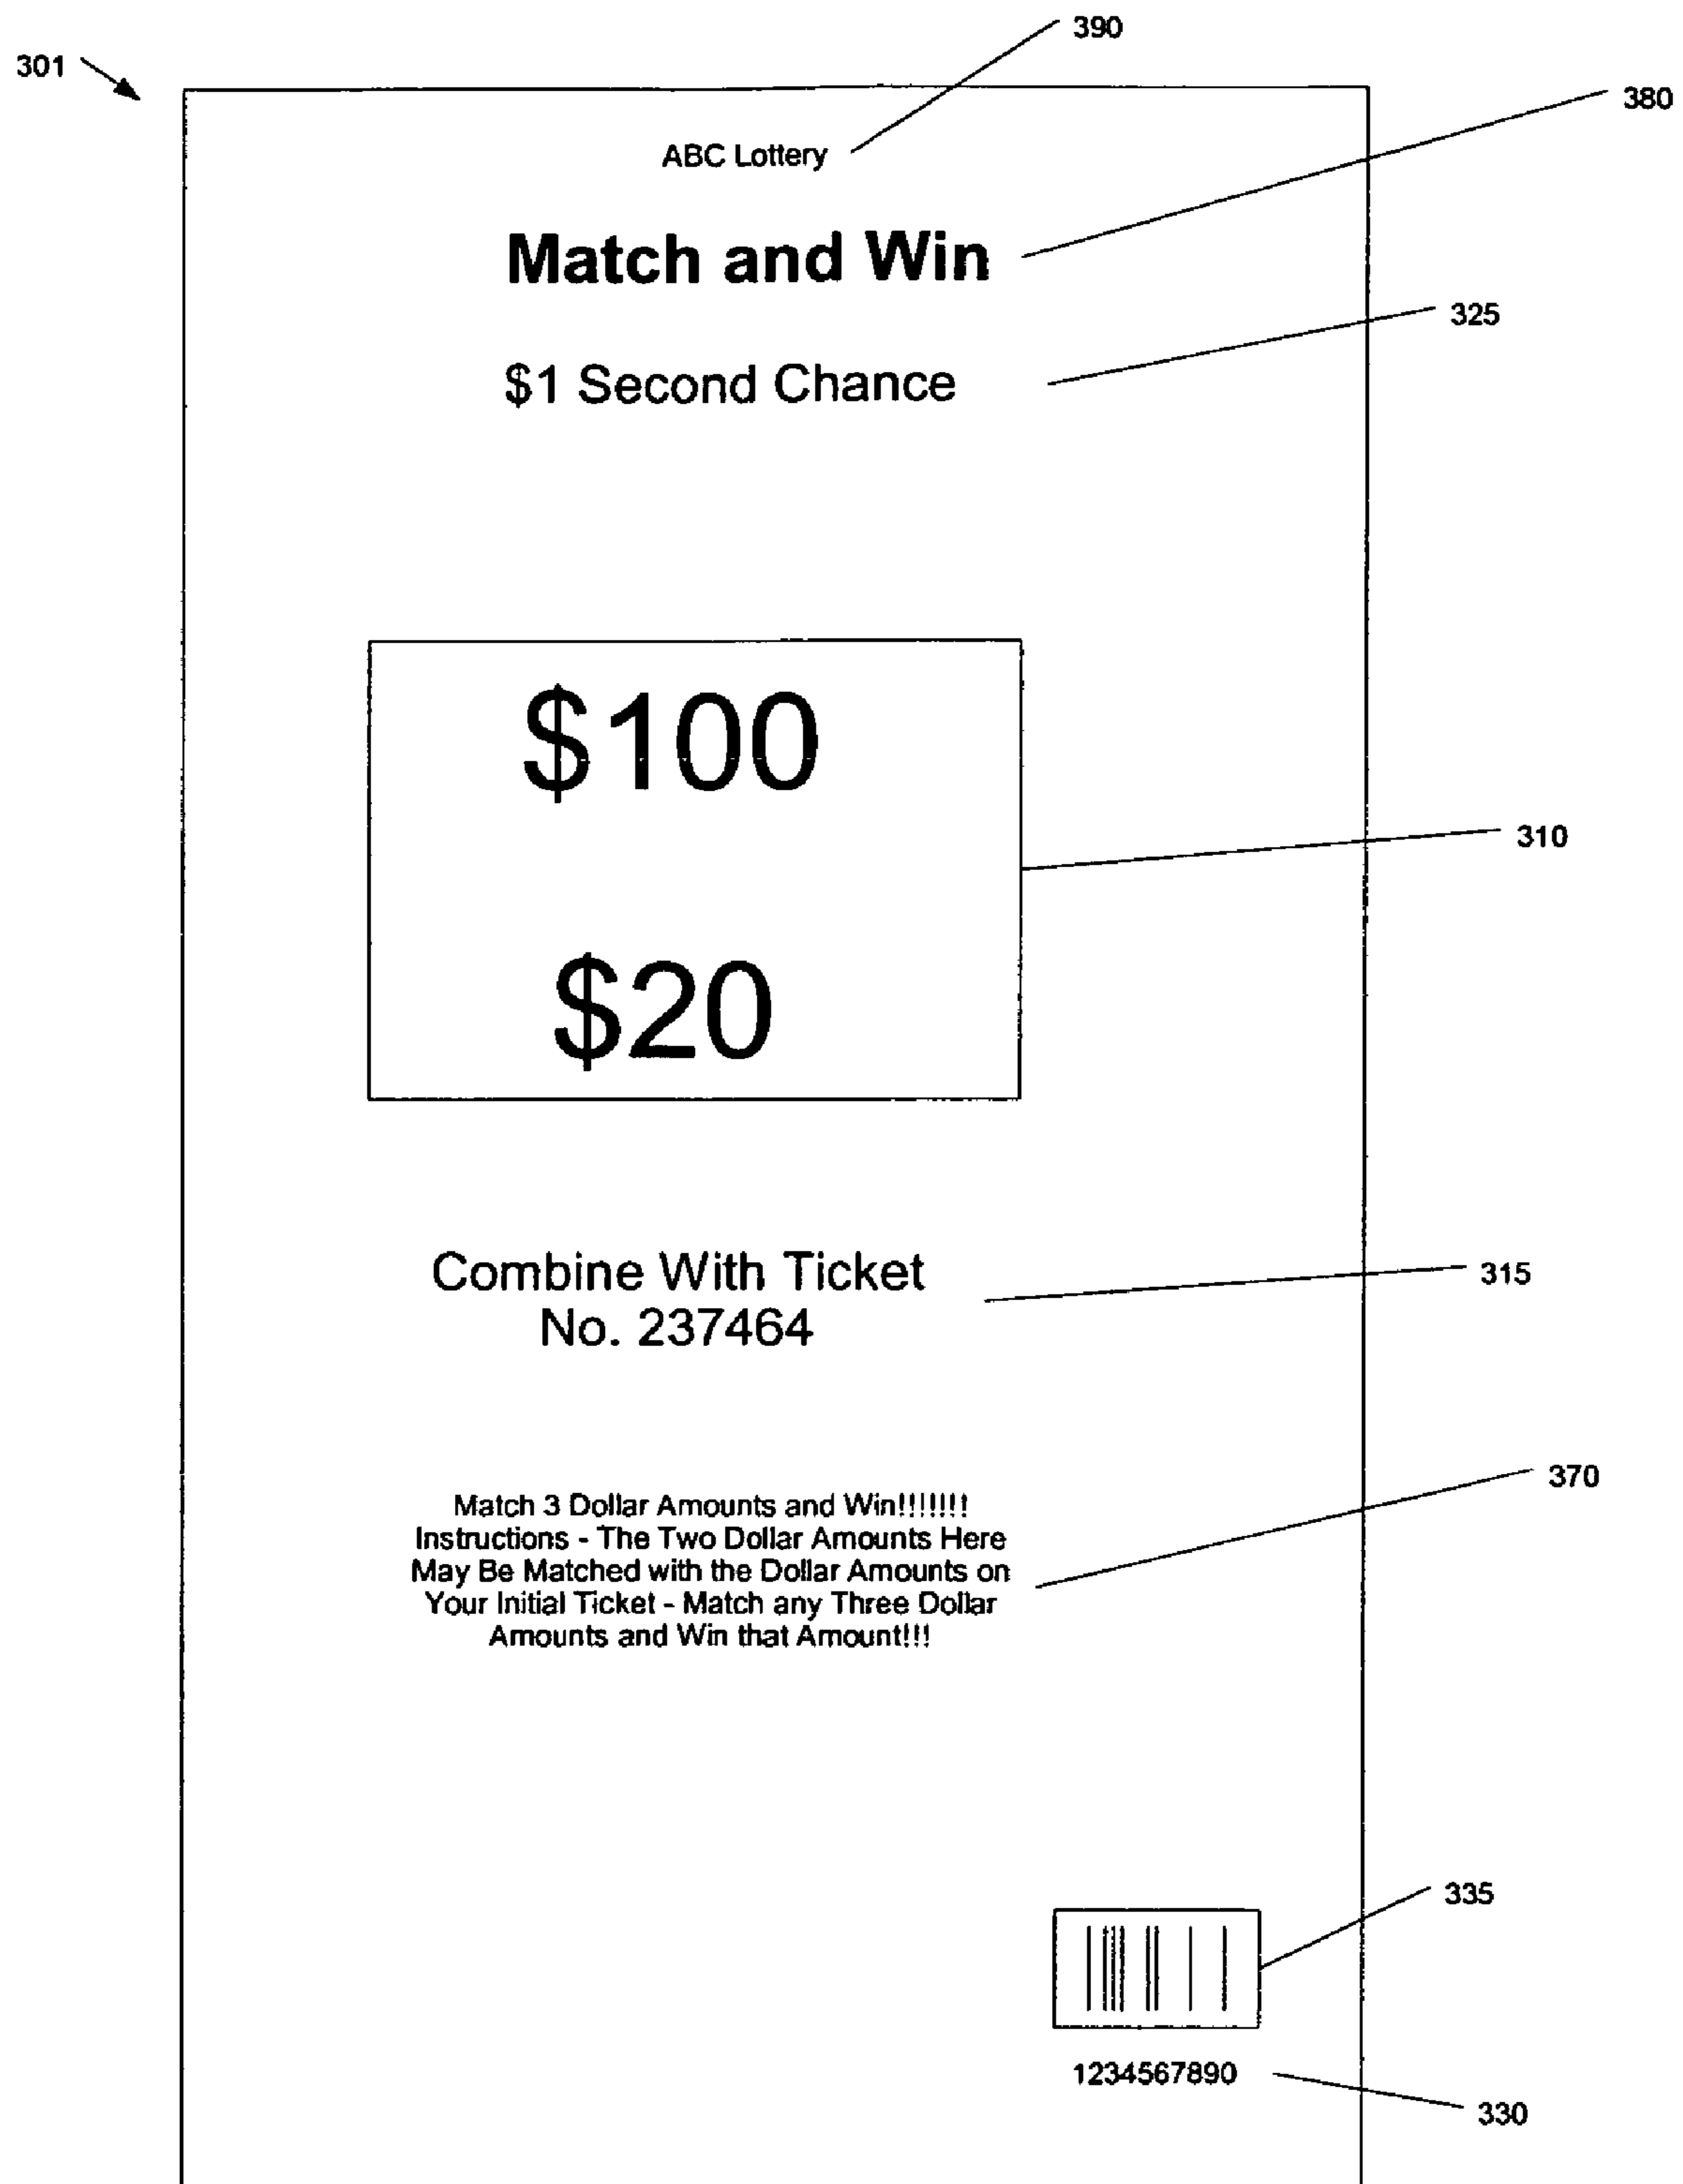 390
301
380
ABC Lottery
Match and Win
325
$1 Second Chance
$100
310
$20
Combine With Ticket
315
No. 237464
370
Match 3 Dollar Amounts and Win!!!!!!!
Instructions - The Two Dollar Amounts Here
May Be Matched with the Dollar Amounts on
Your Initial Ticket - Match any Three Dollar
Amounts and Win that Amount!!!
335
1234567890
330